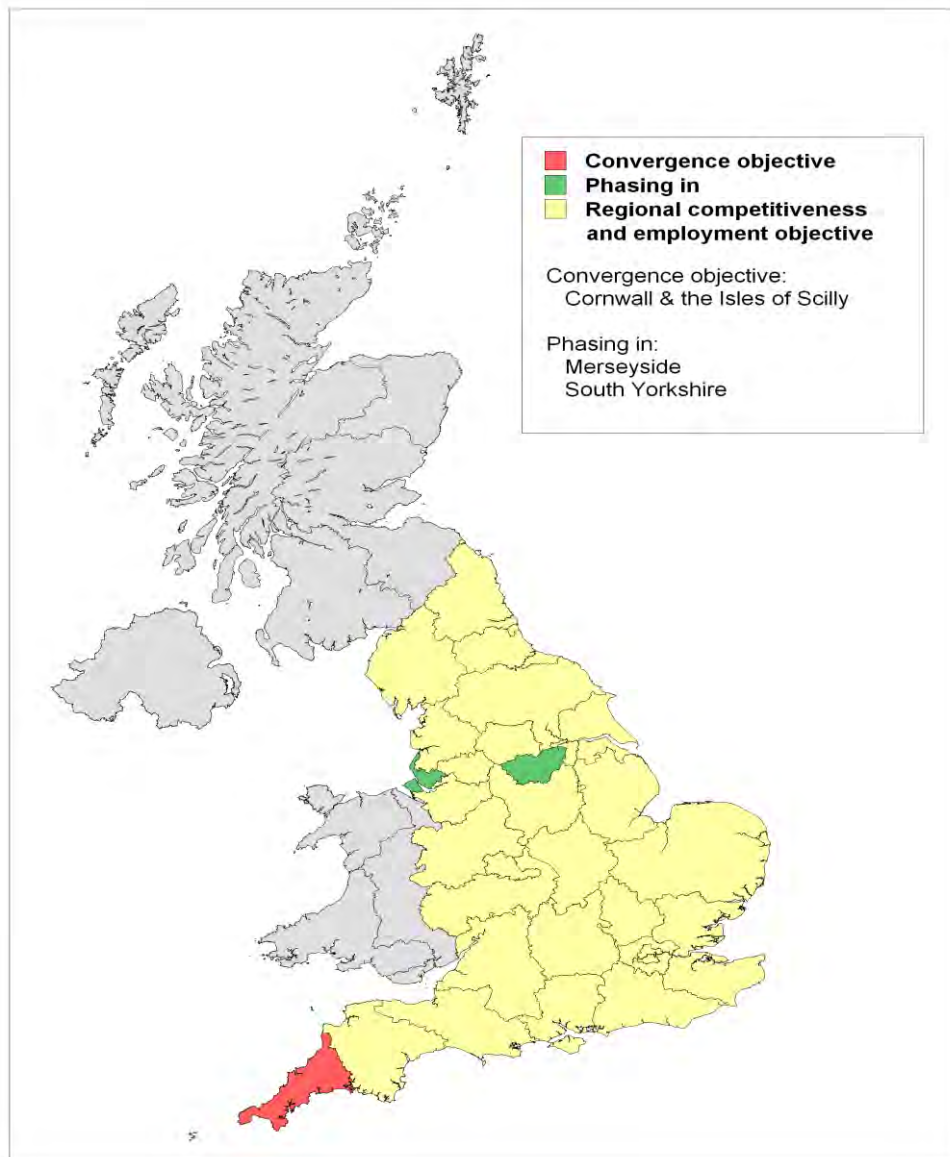 Convergence objective
Phasing in
Regional competitiveness
and employment objective
Convergence objective:
Cornwall & the Isles of Scilly
Phasing in:
Merseyside
South Yorkshire